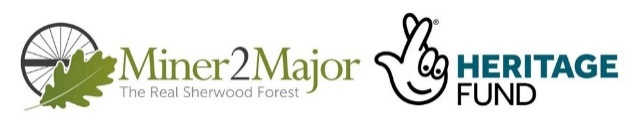 Miner2Major
The Real Sherwood Forest
®
HERITAGE
FUND